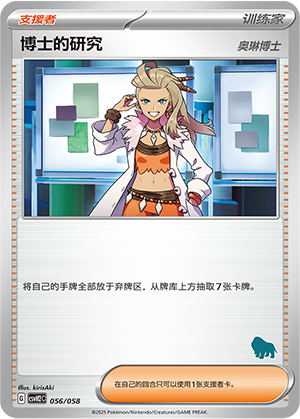 支援者
训练家
博士的研究
奥琳博士
将自己的手牌全部放于弃牌区，从牌库上方抽取7张卡牌。
Illus. kirisAki
G
056/058
在自己的回合只可以使用1张支援者卡。
©2025 Pokémon/Nintendo/Creatures/GAME FREAK.